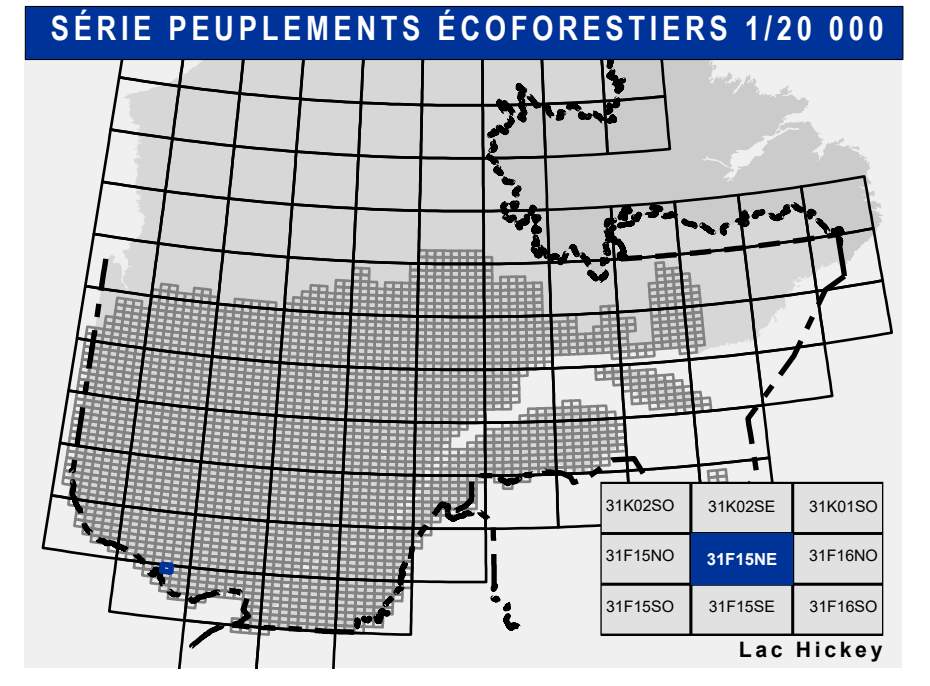 SÉRIE PEUPLEMENTS ÉCOFORESTIERS 1/20 000
31K02SO 31K02SE 31K01SO
31F15NO 31F15NE 31F16NO
31F15SO 31F15SE 31F16SO
Lac Hickey